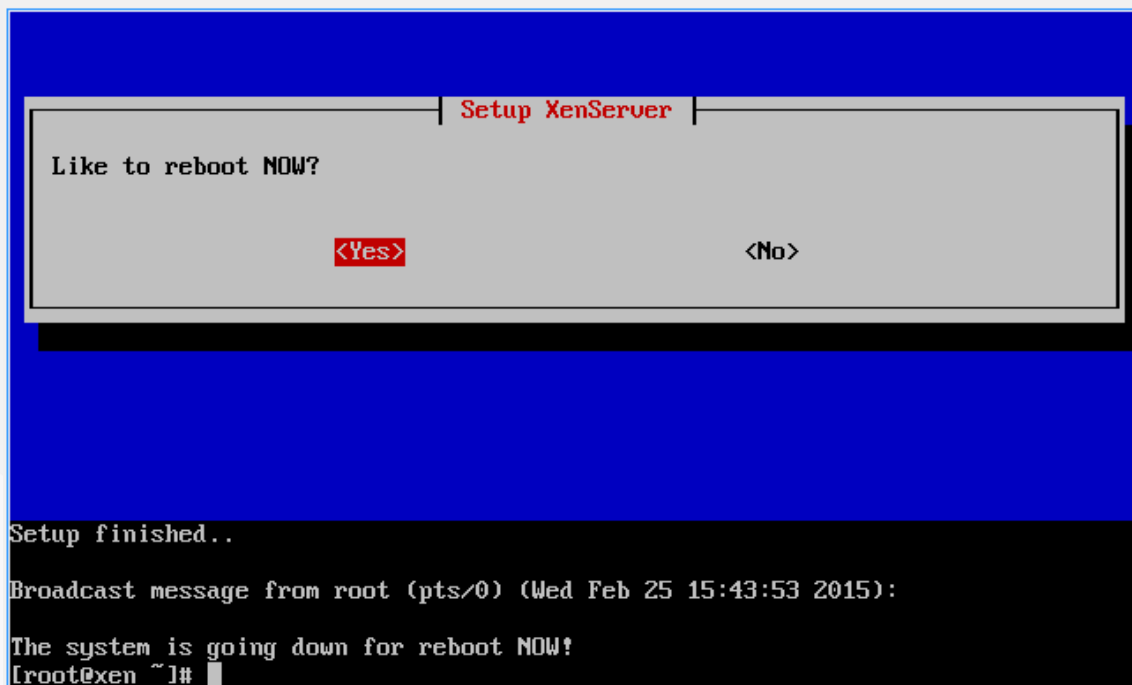 Setup XenServer
Like to reboot NOW?
<Yes> <No>
Setup finished..
Broadcast message from root (pts/0) (Wed Feb 25 15:43:53 2015):
The system is going down for reboot NOW!
[root@xen ~]#